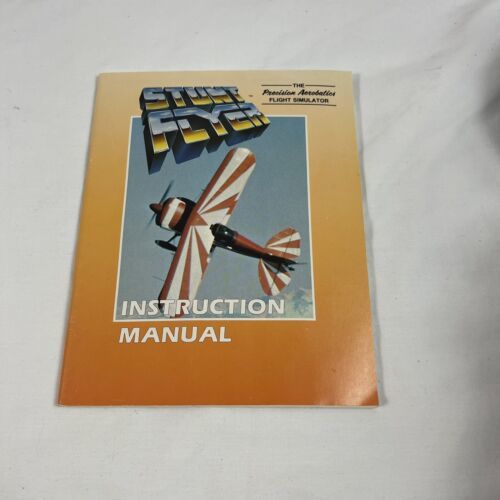 STUNT
FLYER
THE
Precision Aerobatics
FLIGHT SIMULATOR
INSTRUCTION
MANUAL